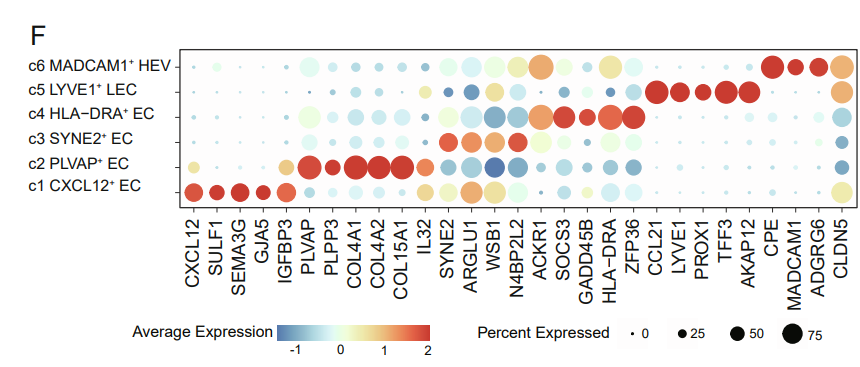 F
c6 MADCAM1⁺ HEV
c5 LYVE1⁺ LEC
c4 HLA−DRA⁺ EC
c3 SYNE2⁺ EC
c2 PLVAP⁺ EC
c1 CXCL12⁺ EC
CXCL12
SULF1
SEMA3G
GJA5
IGFBP3
PLVAP
PLPP3
COL4A1
COL4A2
COL15A1
IL32
SYNE2
ARGLU1
WSB1
N4BP2L2
ACKR1
SOCS3
GADD45B
HLA−DRA
ZFP36
CCL21
LYVE1
PROX1
TFF3
AKAP12
CPE
MADCAM1
ADGRG6
CLDN5
Average Expression
-1 0 1 2
Percent Expressed 0 25 50 75